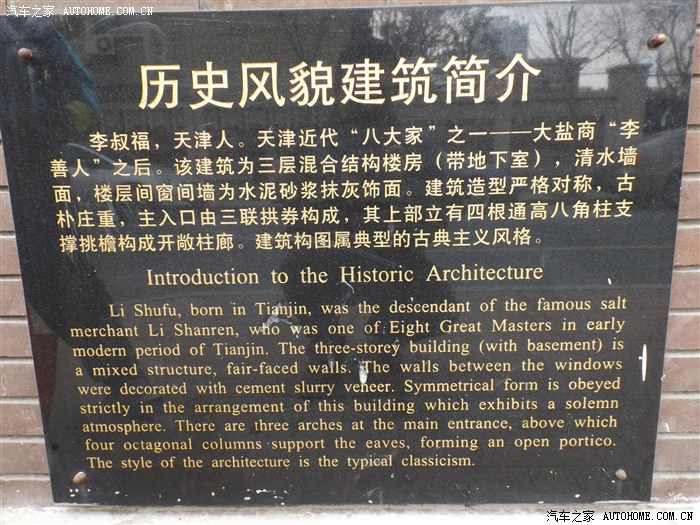 汽车之家 AUTOHOME.COM.CN
历史风貌建筑简介
李叔福，天津人。天津近代“八大家”之一——大盐商“李
善人”之后。该建筑为三层混合结构楼房（带地下室），清水墙
面，楼层间窗间墙为水泥砂浆抹灰饰面。建筑造型严格对称，古
朴庄重，主入口由三联拱券构成，其上部立有四根通高八角柱支
撑挑檐构成开敞柱廊。建筑构图属典型的古典主义风格。
Introduction to the Historic Architecture
Li Shufu, born in Tianjin, was the descendant of the famous salt
merchant Li Shanren, who was one of Eight Great Masters in early
modern period of Tianjin. The three-storey building (with basement) is
a mixed structure, fair-faced walls. The walls between the windows
were decorated with cement slurry veneer. Symmetrical form is obeyed
strictly in the arrangement of this building which exhibits a solemn
atmosphere. There are three arches at the main entrance, above which
four octagonal columns support the eaves, forming an open portico.
The style of the architecture is the typical classicism.
汽车之家 AUTOHOME.COM.CN